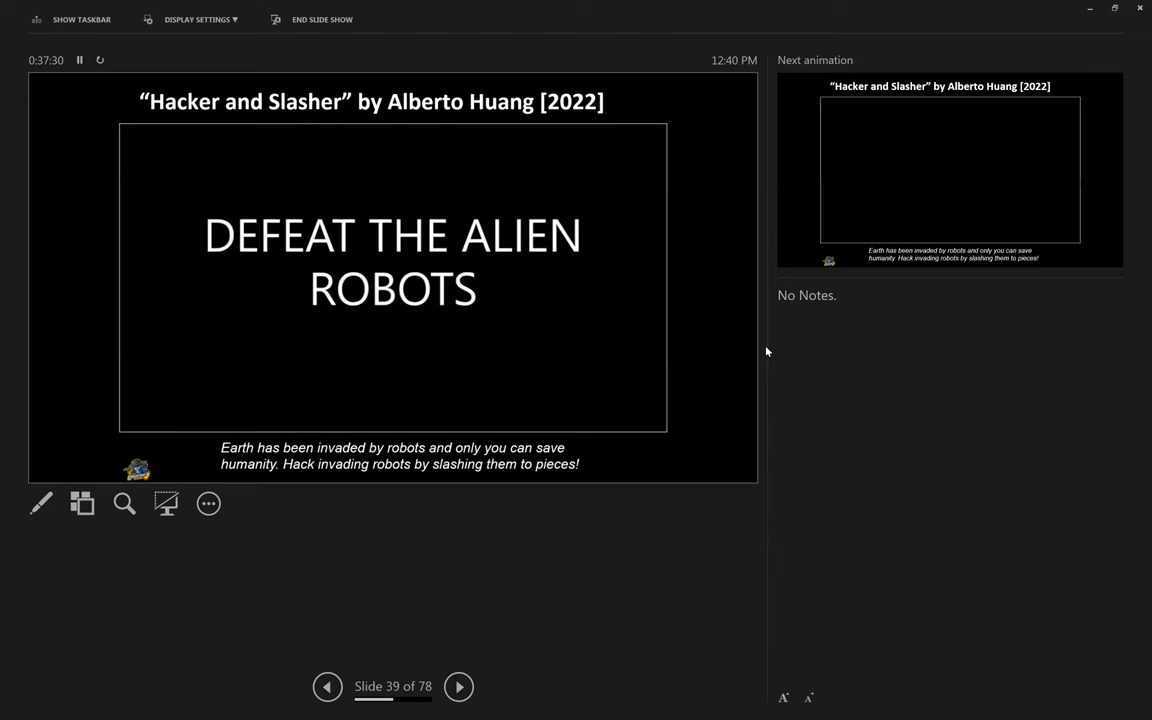 SHOW TASKBAR
DISPLAY SETTINGS ▼
END SLIDE SHOW
0:37:30
12:40 PM
“Hacker and Slasher” by Alberto Huang [2022]
DEFEAT THE ALIEN
ROBOTS
Earth has been invaded by robots and only you can save
humanity. Hack invading robots by slashing them to pieces!
Next animation
“Hacker and Slasher” by Alberto Huang [2022]
Earth has been invaded by robots and only you can save
humanity. Hack invading robots by slashing them to pieces!
No Notes.
Slide 39 of 78
A A